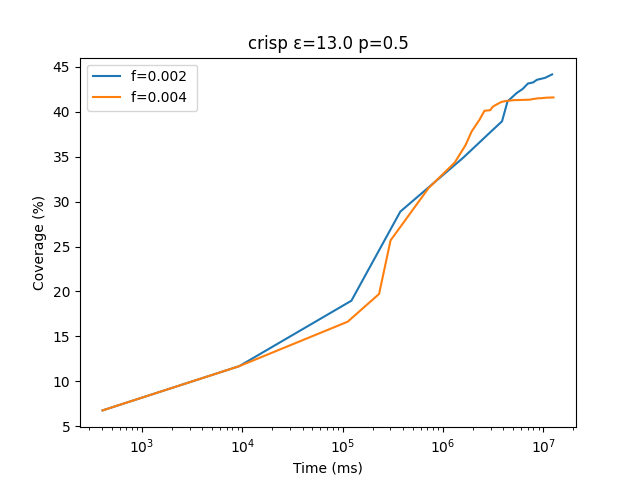 crisp ε=13.0 p=0.5
f=0.002
f=0.004
45
40
35
30
25
20
15
10
5
Coverage (%)
10³ 10⁴ 10⁵ 10⁶ 10⁷
Time (ms)